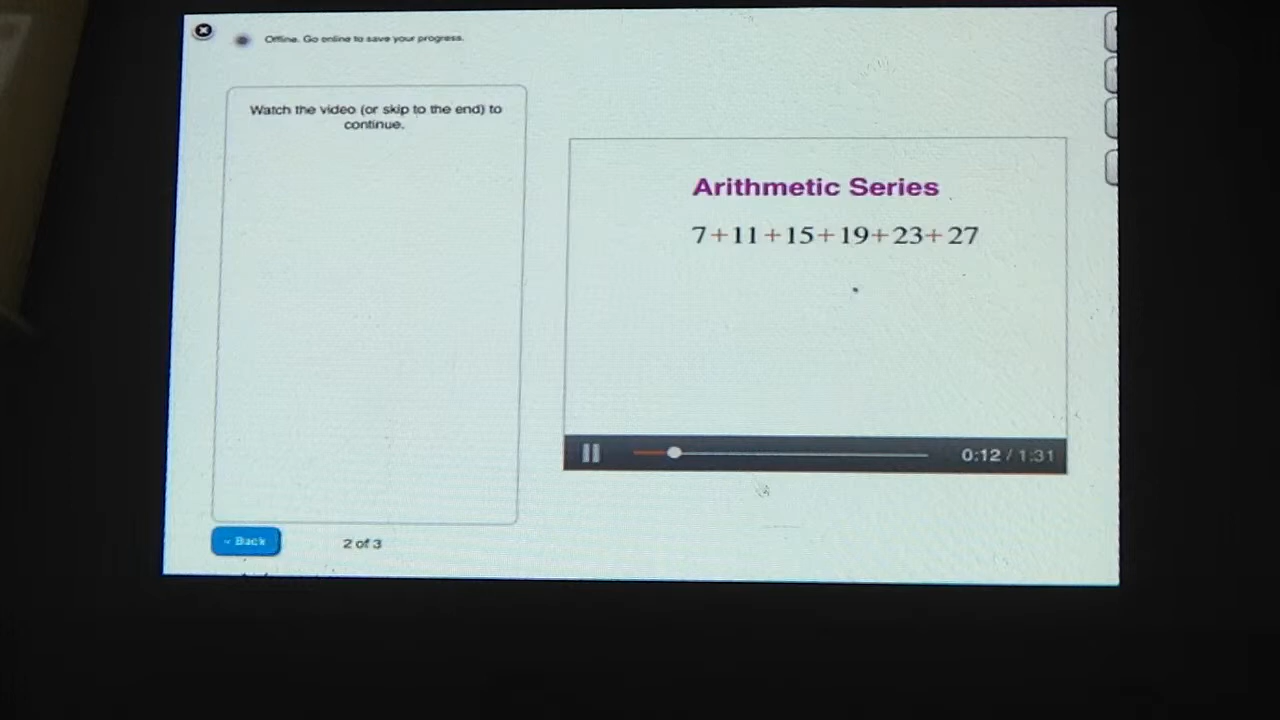 Offline. Go online to save your progress.
Watch the video (or skip to the end) to
continue.
Arithmetic Series
7+11+15+19+23+27
0:12 / 1:31
Back
2 of 3